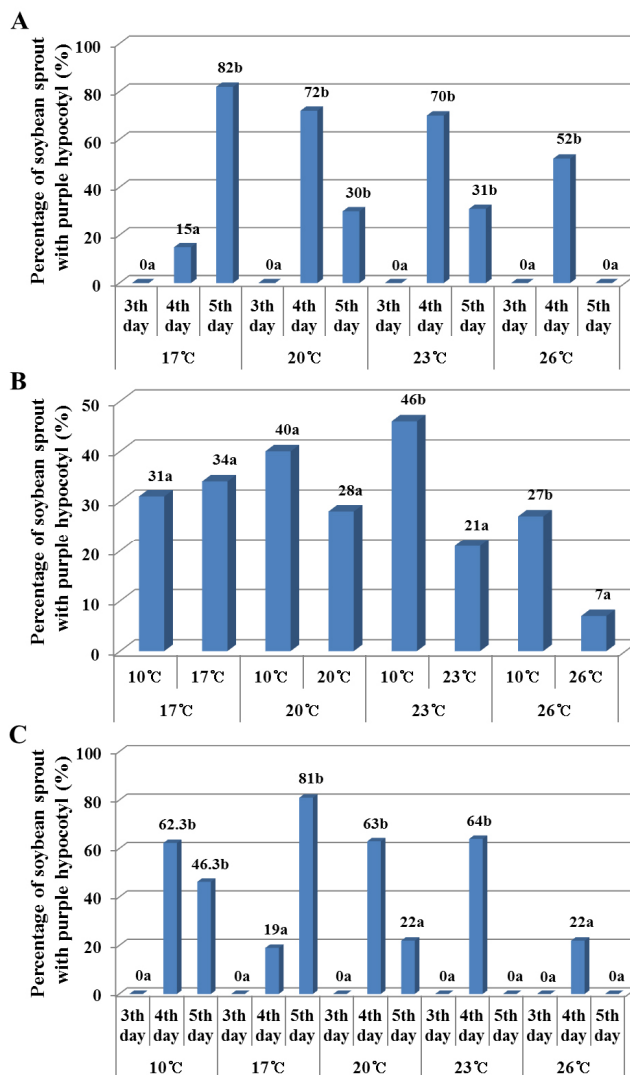 A
Percentage of soybean sprout
with purple hypocotyl (%)
100
80
60
40
20
0
0a
15a
82b
0a
72b
30b
0a
70b
31b
0a
52b
0a
3th 4th 5th 3th 4th 5th 3th 4th 5th 3th 4th 5th
day day day day day day day day day day day day
17℃ 20℃ 23℃ 26℃
B
Percentage of soybean sprout
with purple hypocotyl (%)
50
40
30
20
10
0
31a
34a
40a
28a
46b
21a
27b
7a
10℃ 17℃ 10℃ 20℃ 10℃ 23℃ 10℃ 26℃
17℃ 20℃ 23℃ 26℃
C
Percentage of soybean sprout
with purple hypocotyl (%)
100
80
60
40
20
0
0a
62.3b
46.3b
0a
19a
81b
0a
63b
22a
0a
64b
0a
0a
22a
0a
3th 4th 5th 3th 4th 5th 3th 4th 5th 3th 4th 5th 3th 4th 5th
day day day day day day day day day day day day day day day
10℃ 17℃ 20℃ 23℃ 26℃